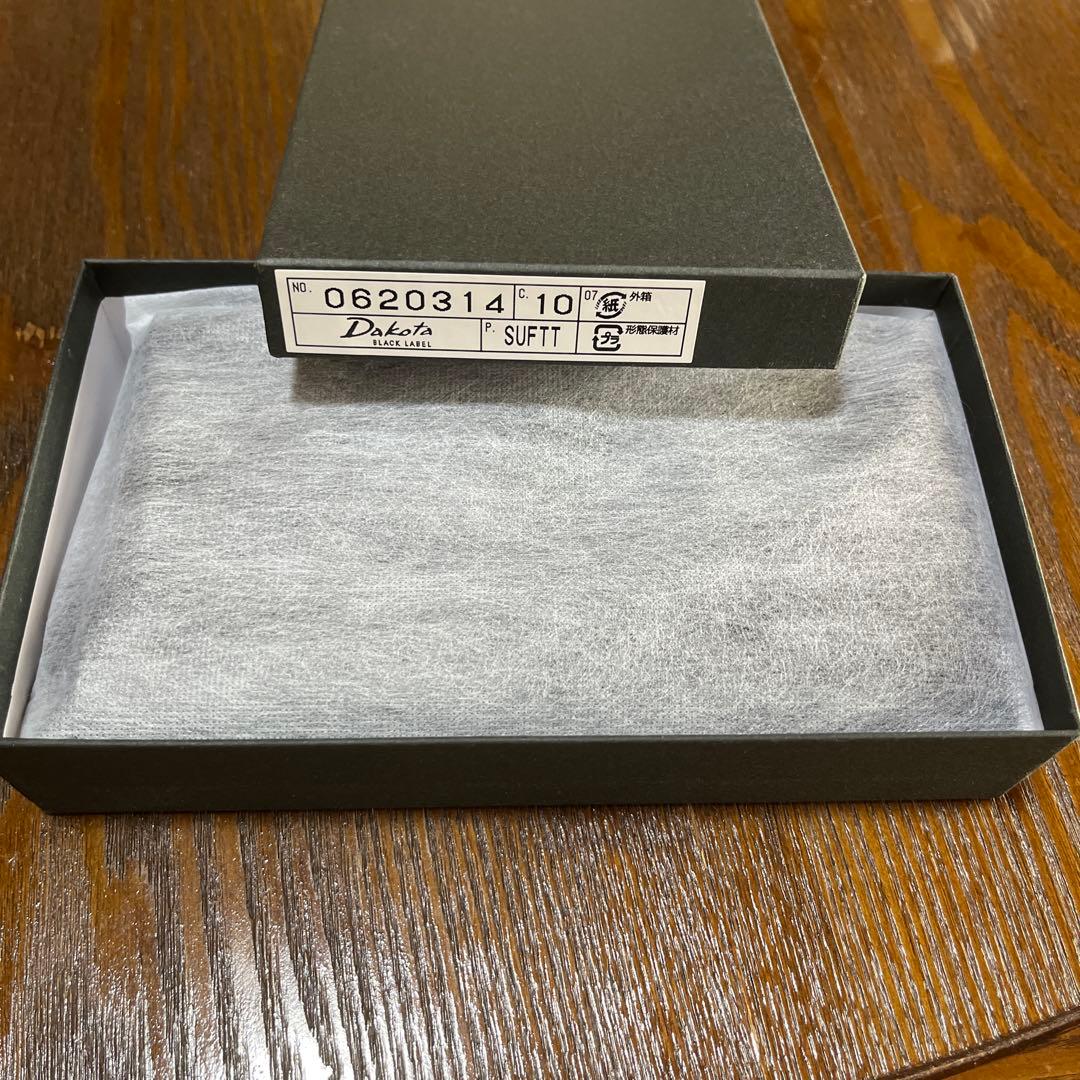 NO. 0620314 C. 10 07 紙 外箱
Dakota P. SUFTT プラ 形態保護材
BLACK LABEL